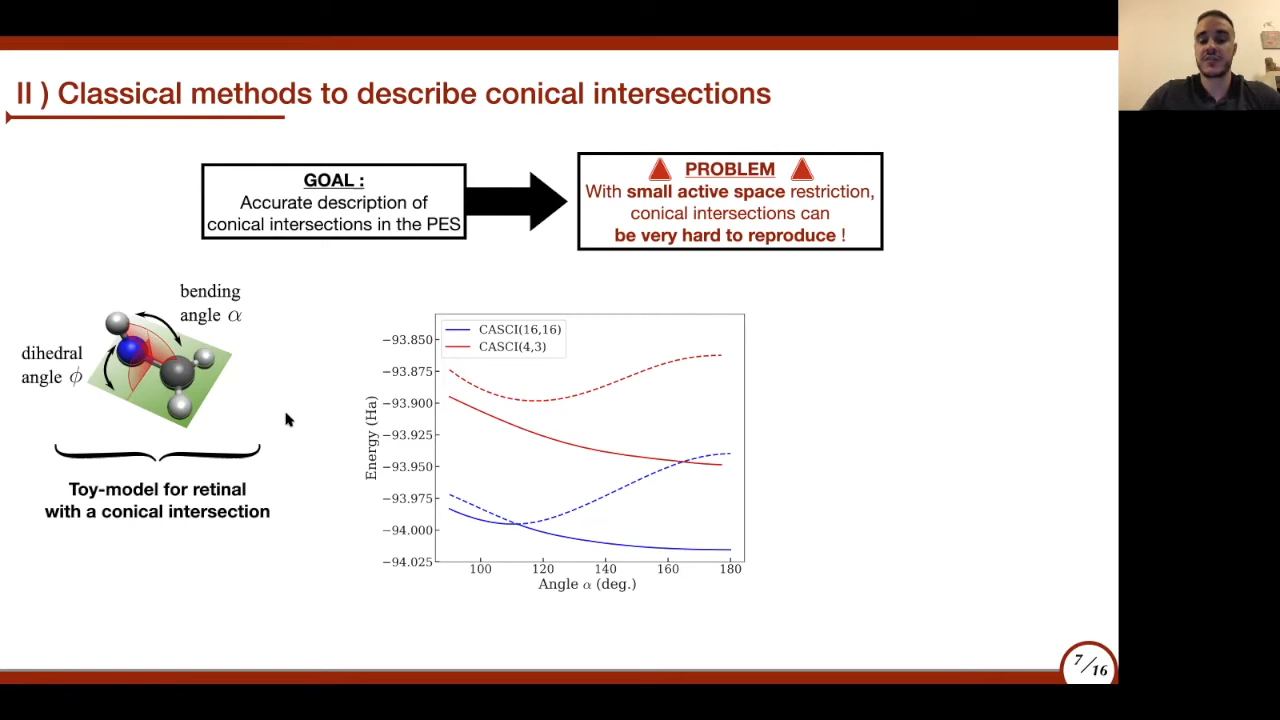 II ) Classical methods to describe conical intersections
GOAL :
Accurate description of
conical intersections in the PES
PROBLEM
With small active space restriction,
conical intersections can
be very hard to reproduce !
bending
angle α
dihedral
angle ϕ
Toy-model for retinal
with a conical intersection
CASCI(16,16)
CASCI(4,3)
Energy (Ha)
−93.850
−93.875
−93.900
−93.925
−93.950
−93.975
−94.000
−94.025
100 120 140 160 180
Angle α (deg.)
7/16